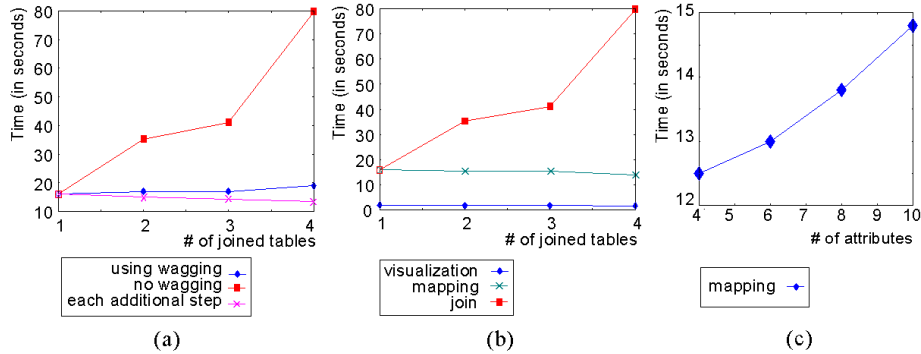 80
70
60
50
40
30
20
10
Time (in seconds)
1
2
3
4
# of joined tables
using wagging
no wagging
each additional step
(a)
80
80
60
50
40
30
20
10
0
Time (in seconds)
1
2
3
4
# of joined tables
visualization
mapping
join
(b)
15
14
13
12
Time (in seconds)
4
5
6
7
8
9
10
# of attributes
mapping
(c)